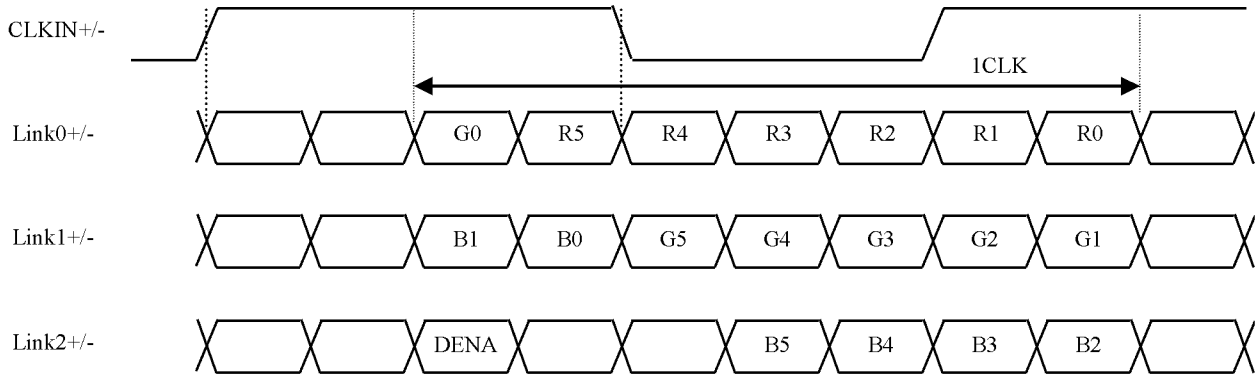 CLKIN+/-
1CLK
Link0+/- G0 R5 R4 R3 R2 R1 R0
Link1+/- B1 B0 G5 G4 G3 G2 G1
Link2+/- DENA B5 B4 B3 B2